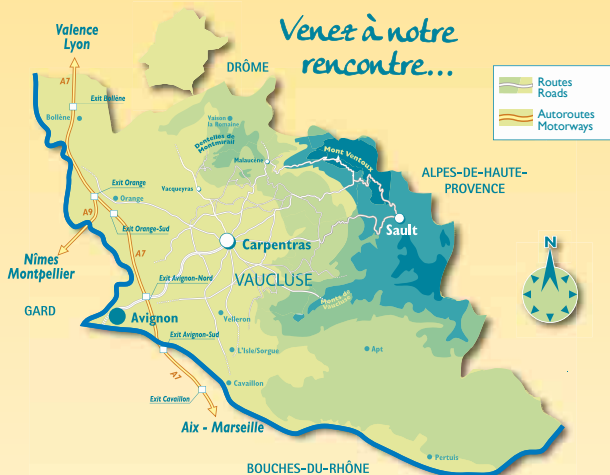 Venez à notre
rencontre...
Valence
Lyon
DRÔME
Routes
Roads
Autoroutes
Motorways
A7
Exit Bollène
Bollène
Vaison
la Romaine
Dentelles de
Montmirail
Malaucène
Mont Ventoux
ALPES-DE-HAUTE-
PROVENCE
Vacqueyras
Exit Orange
Orange
A9
Exit Orange-Sud
Sault
Carpentras
N
A7
Nîmes
Montpellier
Exit Avignon-Nord
VAUCLUSE
Monts de
Vaucluse
GARD
Avignon
Velleron
Exit Avignon-Sud
L'Isle/Sorgue
Apt
A7
Cavaillon
Exit Cavaillon
Aix - Marseille
Pertuis
BOUCHES-DU-RHÔNE